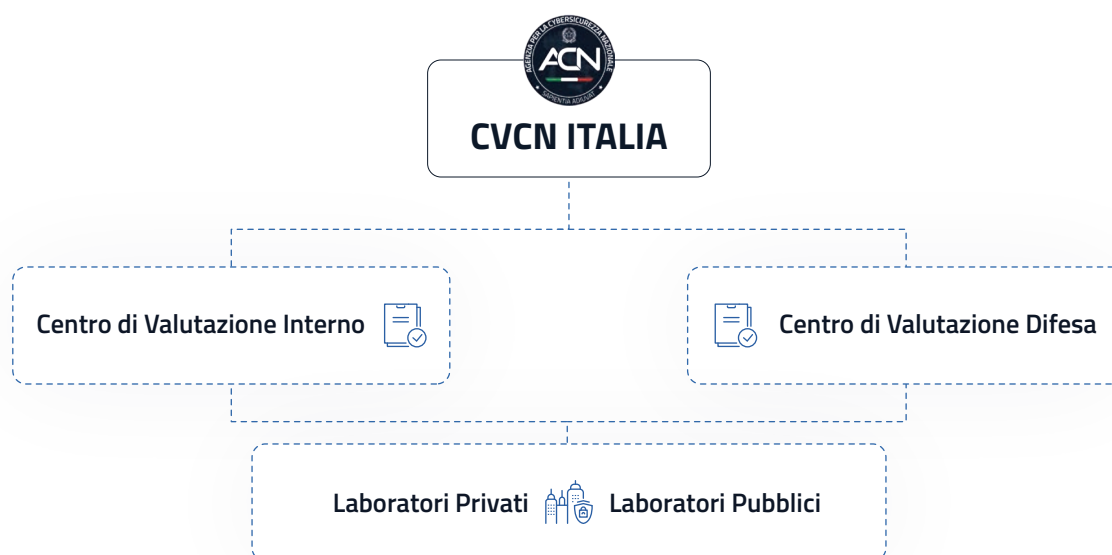 AGENZIA PER LA CYBERSICUREZZA NAZIONALE
ACN
SAPIENTIA ADIUVAT
CVCN ITALIA
Centro di Valutazione Interno
Centro di Valutazione Difesa
Laboratori Privati
Laboratori Pubblici